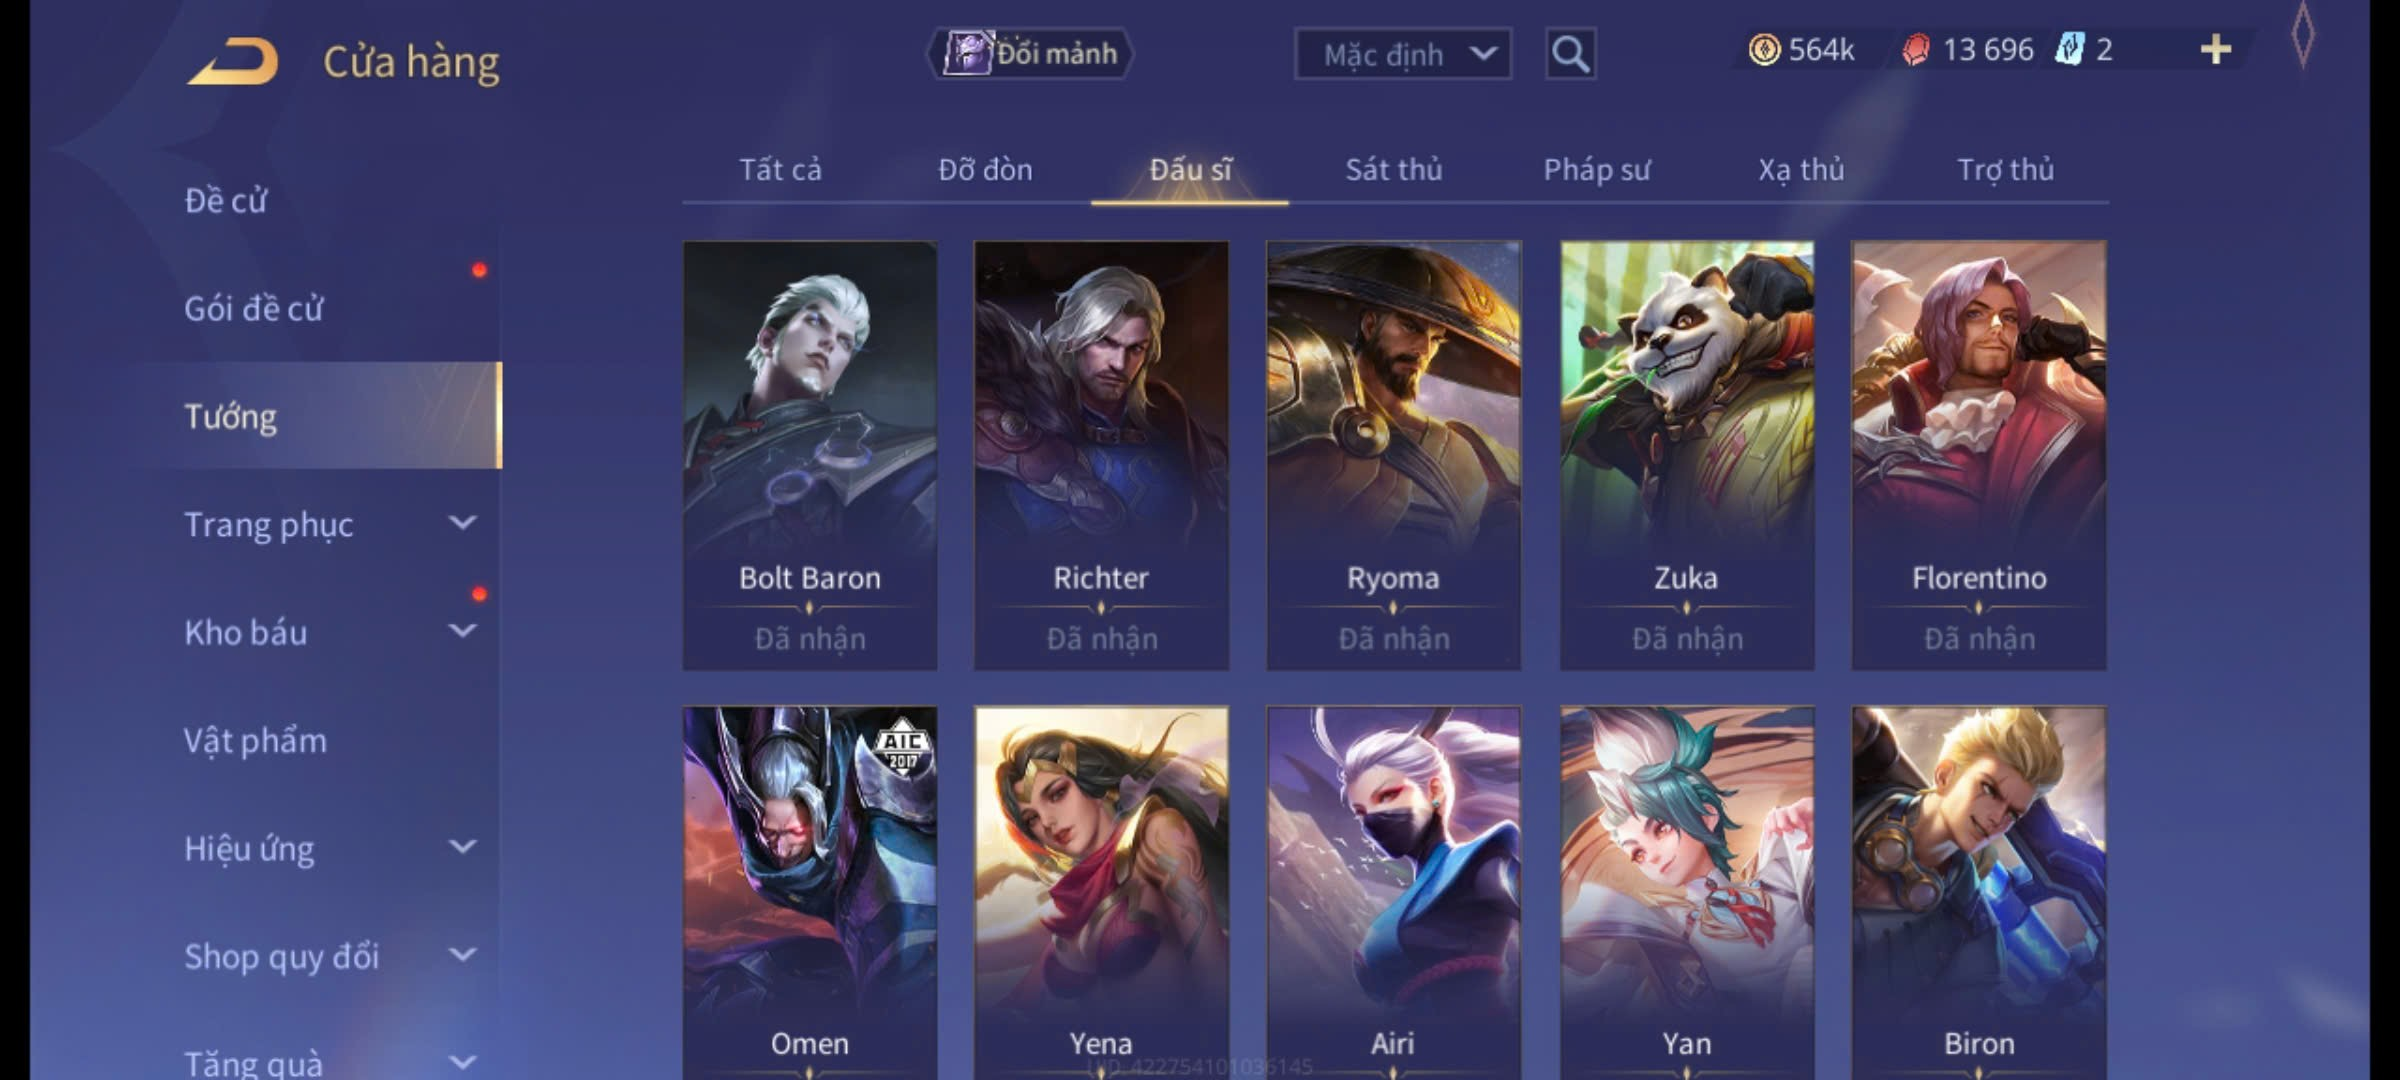 Cửa hàng
Đổi mảnh
Mặc định
564k
13 696
2
Tất cả
Đỡ đòn
Đấu sĩ
Sát thủ
Pháp sư
Xạ thủ
Trợ thủ
Đề cử
Gói đề cử
Tướng
Trang phục
Kho báu
Vật phẩm
Hiệu ứng
Shop quy đổi
Tặng quà
Bolt Baron
Đã nhận
Richter
Đã nhận
Ryoma
Đã nhận
Zuka
Đã nhận
Florentino
Đã nhận
AIC
2017
Omen
Yena
Airi
Yan
Biron
UID: 422754101036145